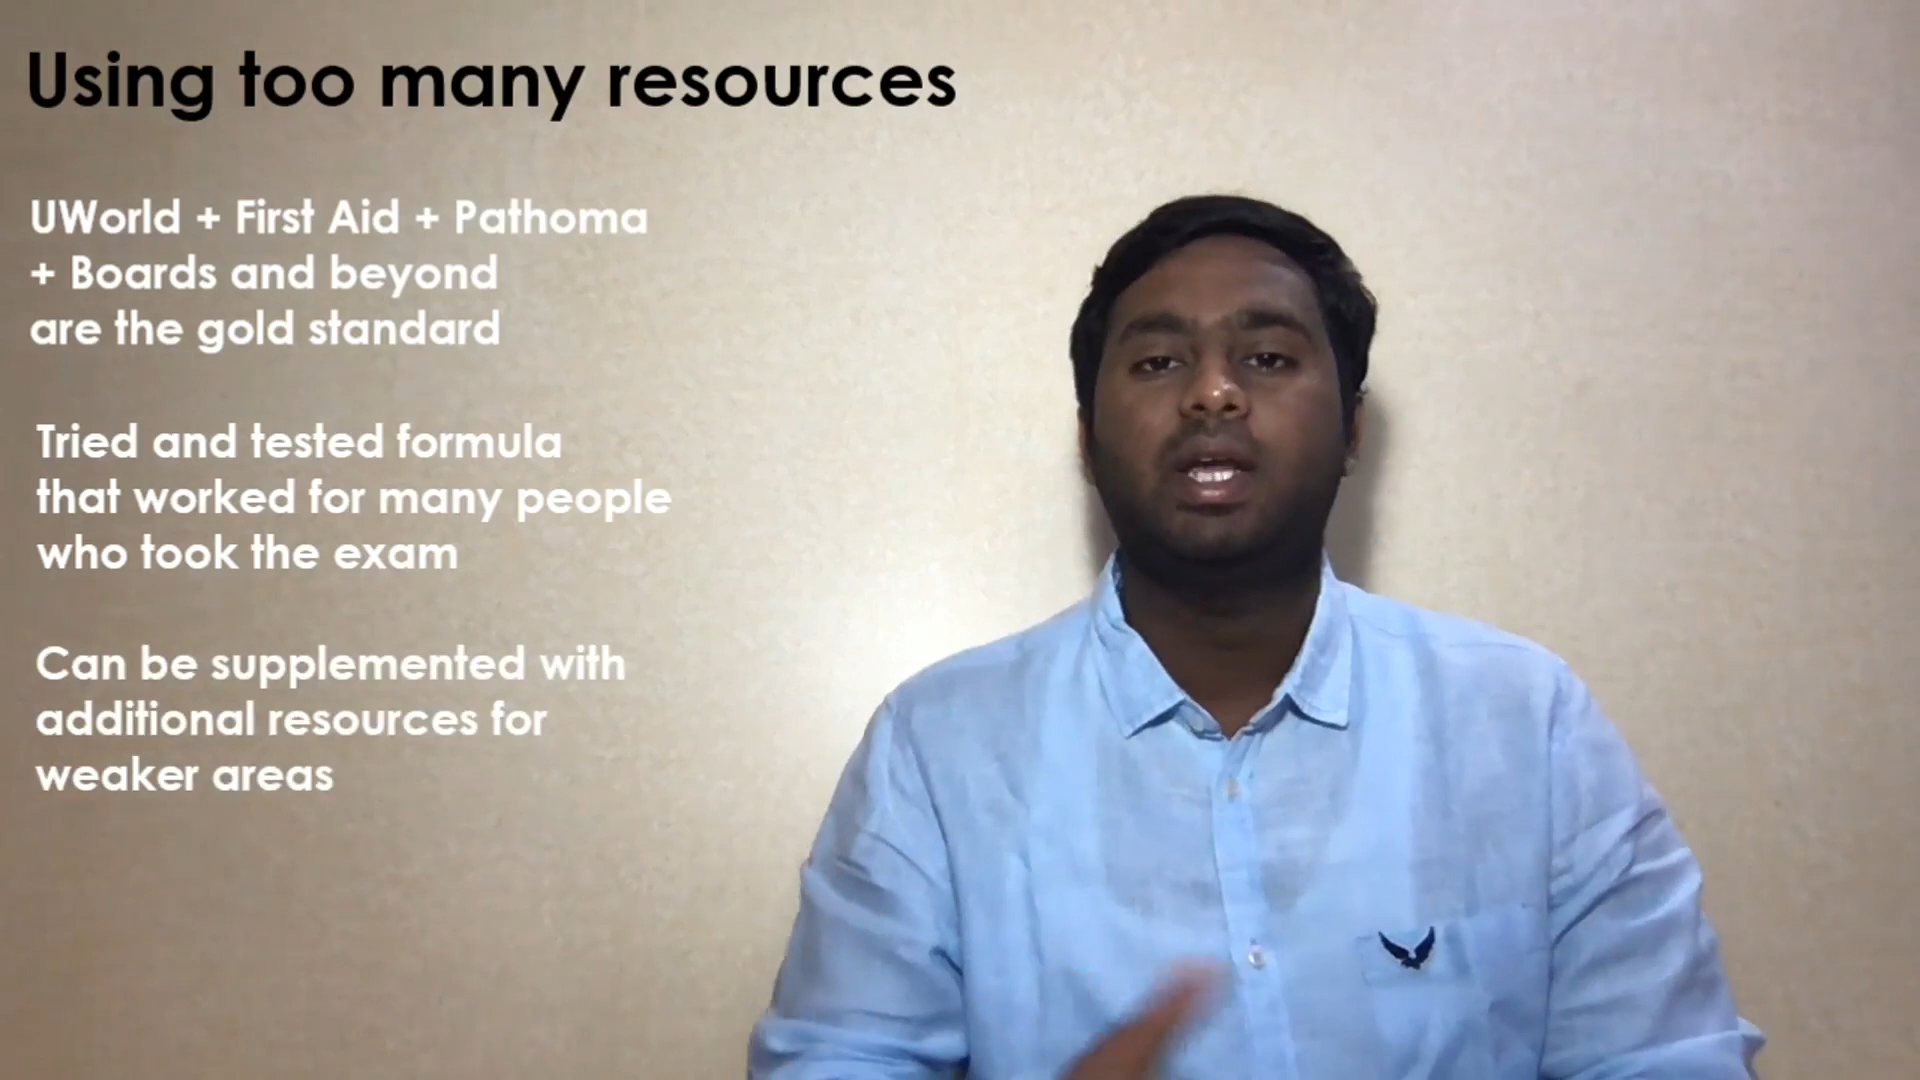 Using too many resources
UWorld + First Aid + Pathoma
+ Boards and beyond
are the gold standard
Tried and tested formula
that worked for many people
who took the exam
Can be supplemented with
additional resources for
weaker areas